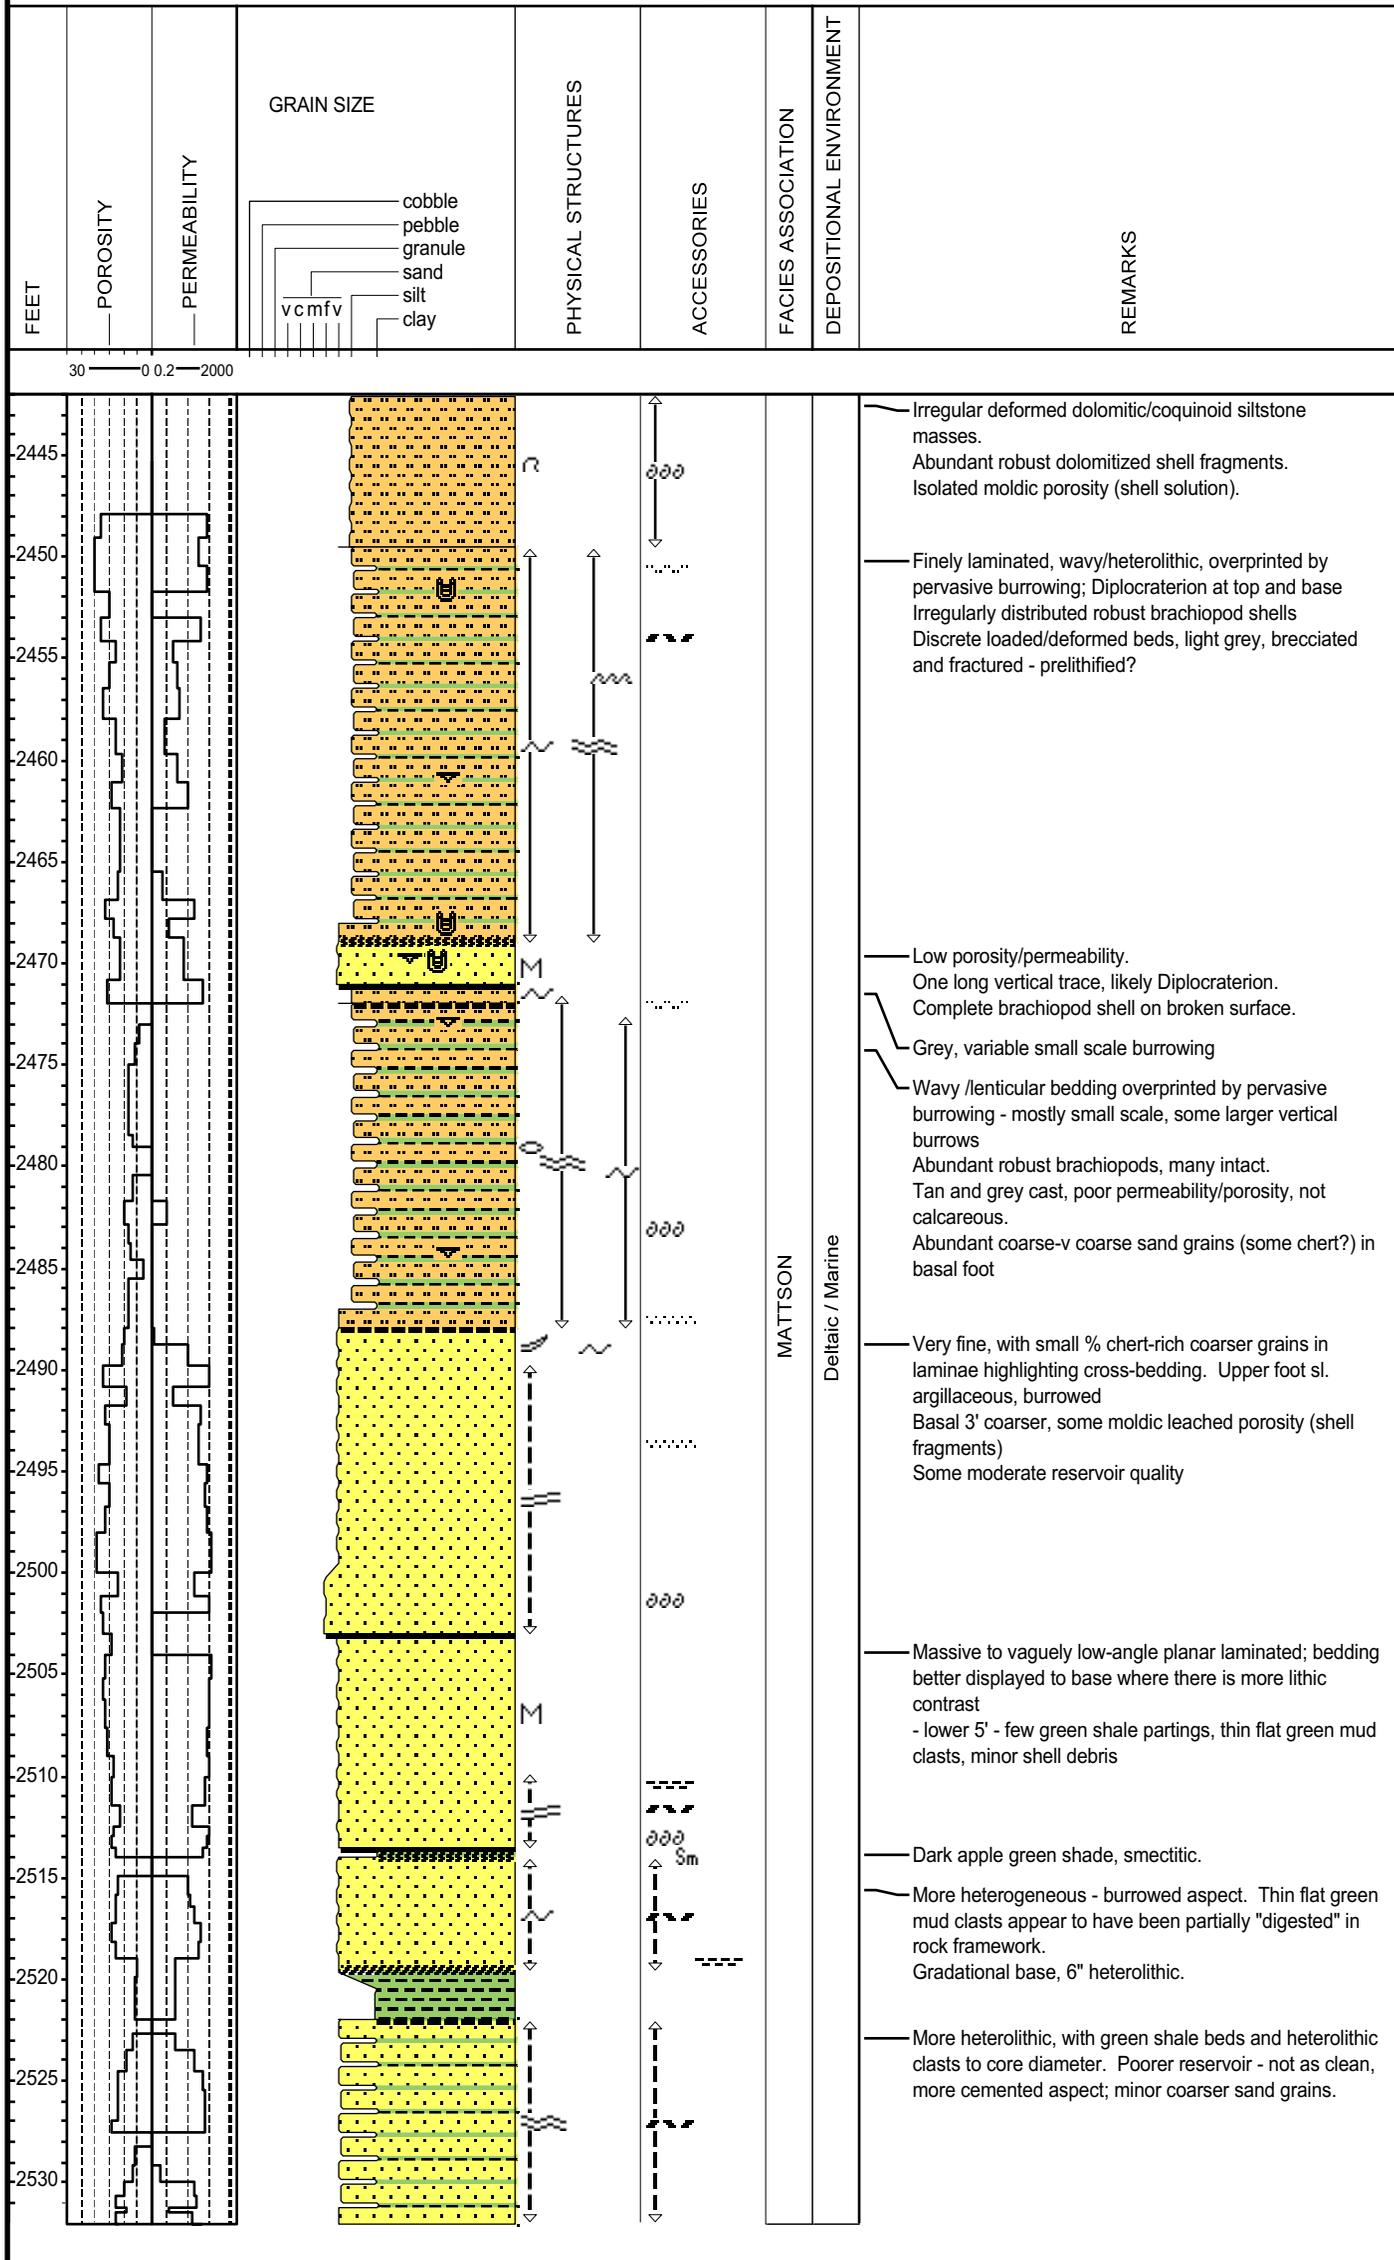 FEET
POROSITY
PERMEABILITY
GRAIN SIZE
cobble
pebble
granule
sand
silt
clay
v c m f v
PHYSICAL STRUCTURES
ACCESSORIES
FACIES ASSOCIATION
DEPOSITIONAL ENVIRONMENT
REMARKS
30 0 0.2 2000
2445
2450
2455
2460
2465
2470
2475
2480
2485
2490
2495
2500
2505
2510
2515
2520
2525
2530
M
M
Sm
MATTSON
Deltaic / Marine
Irregular deformed dolomitic/coquinoid siltstone
masses.
Abundant robust dolomitized shell fragments.
Isolated moldic porosity (shell solution).
Finely laminated, wavy/heterolithic, overprinted by
pervasive burrowing; Diplocraterion at top and base
Irregularly distributed robust brachiopod shells
Discrete loaded/deformed beds, light grey, brecciated
and fractured - prelithified?
Low porosity/permeability.
One long vertical trace, likely Diplocraterion.
Complete brachiopod shell on broken surface.
Grey, variable small scale burrowing
Wavy /lenticular bedding overprinted by pervasive
burrowing - mostly small scale, some larger vertical
burrows
Abundant robust brachiopods, many intact.
Tan and grey cast, poor permeability/porosity, not
calcareous.
Abundant coarse-v coarse sand grains (some chert?) in
basal foot
Very fine, with small % chert-rich coarser grains in
laminae highlighting cross-bedding. Upper foot sl.
argillaceous, burrowed
Basal 3' coarser, some moldic leached porosity (shell
fragments)
Some moderate reservoir quality
Massive to vaguely low-angle planar laminated; bedding
better displayed to base where there is more lithic
contrast
- lower 5' - few green shale partings, thin flat green mud
clasts, minor shell debris
Dark apple green shade, smectitic.
More heterogeneous - burrowed aspect. Thin flat green
mud clasts appear to have been partially "digested" in
rock framework.
Gradational base, 6" heterolithic.
More heterolithic, with green shale beds and heterolithic
clasts to core diameter. Poorer reservoir - not as clean,
more cemented aspect; minor coarser sand grains.